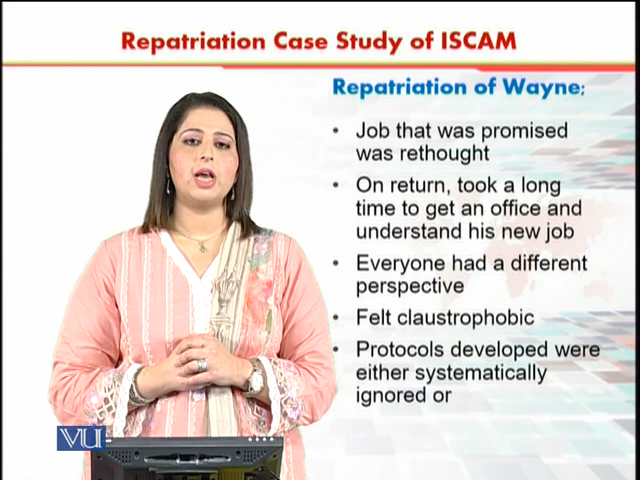 Repatriation Case Study of ISCAM
Repatriation of Wayne;
• Job that was promised
was rethought
• On return, took a long
time to get an office and
understand his new job
• Everyone had a different
perspective
• Felt claustrophobic
• Protocols developed were
either systematically
ignored or
VU